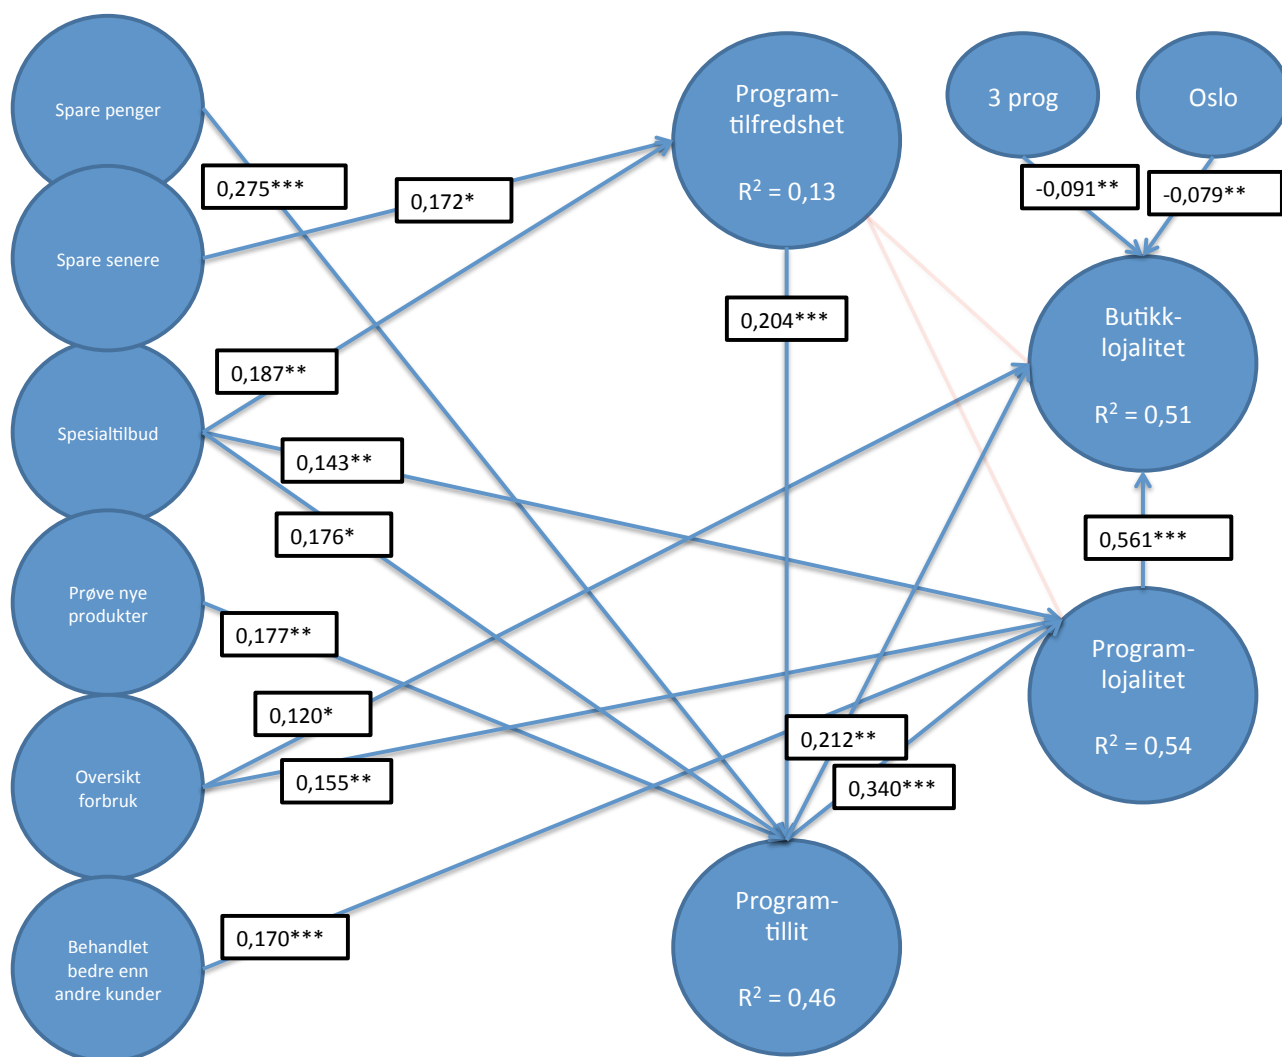 Spare penger
Spare senere
Spesialtilbud
Prøve nye
produkter
Oversikt
forbruk
Behandlet
bedre enn
andre kunder
0,275***
0,172*
0,187**
0,143**
0,176*
0,177**
0,120*
0,155**
0,170***
Program-
tilfredshet
R² = 0,13
0,204***
0,212**
0,340***
Program-
tillit
R² = 0,46
3 prog
Oslo
-0,091**
-0,079**
Butikk-
lojalitet
R² = 0,51
0,561***
Program-
lojalitet
R² = 0,54